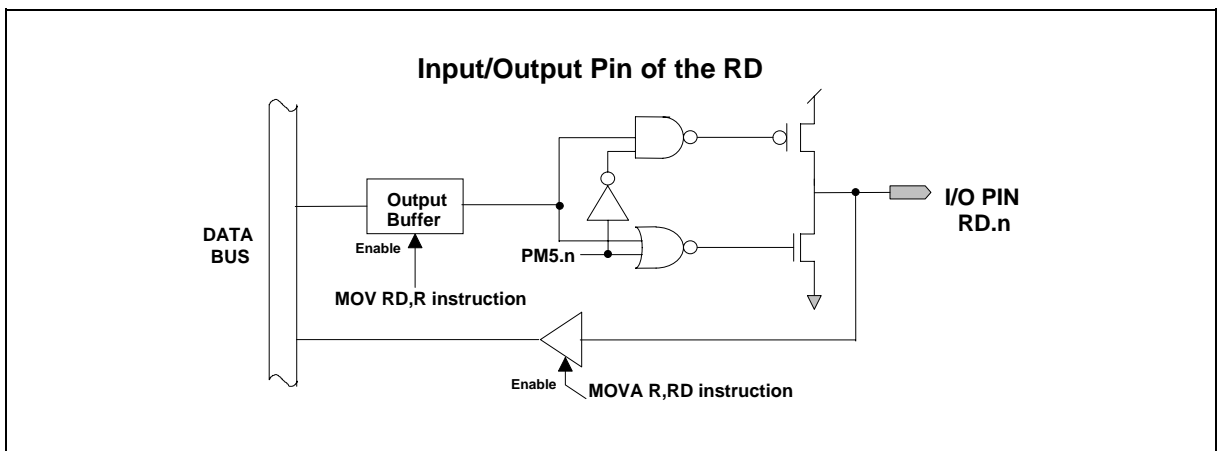 Input/Output Pin of the RD
DATA
BUS
Output
Buffer
Enable
MOV RD,R instruction
PM5.n
I/O PIN
RD.n
Enable
MOVA R,RD instruction